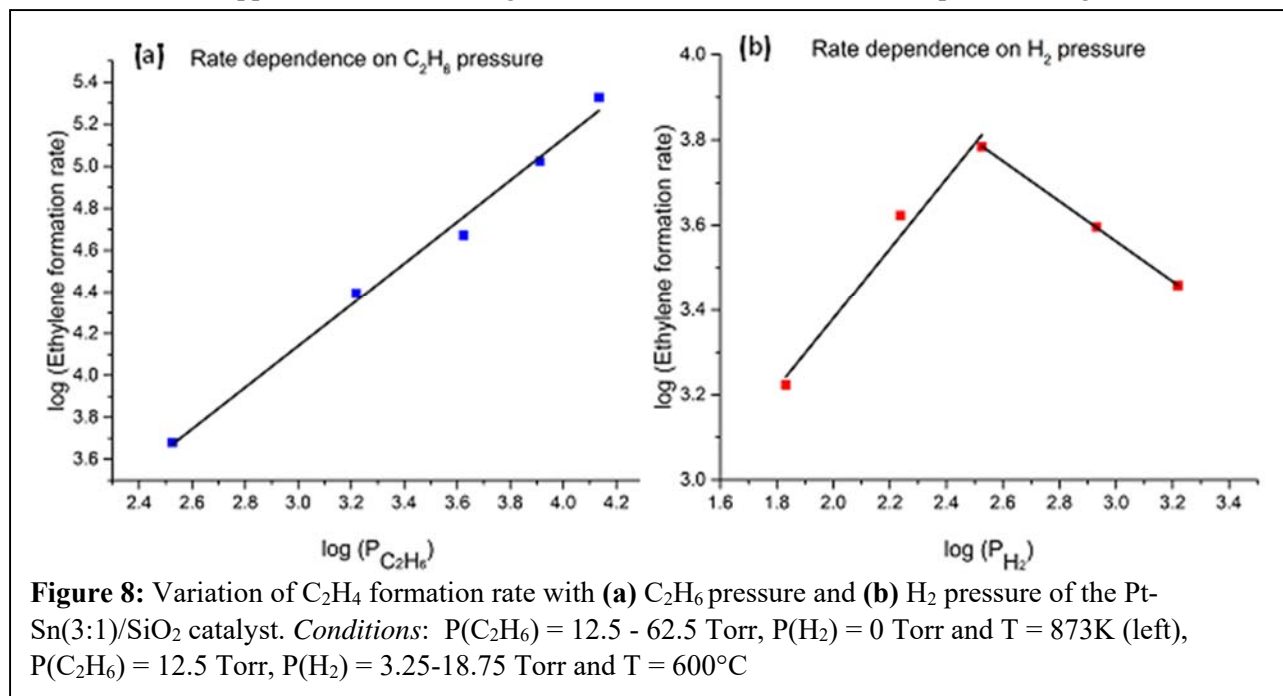 (a) Rate dependence on C₂H₆ pressure
5.4
5.2
5.0
4.8
4.6
4.4
4.2
4.0
3.8
3.6
log (Ethylene formation rate)
2.4 2.6 2.8 3.0 3.2 3.4 3.6 3.8 4.0 4.2
log (P C₂H₆)
(b) Rate dependence on H₂ pressure
4.0
3.8
3.6
3.4
3.2
3.0
log (Ethylene formation rate)
1.6 1.8 2.0 2.2 2.4 2.6 2.8 3.0 3.2 3.4
log (P H₂)
Figure 8: Variation of C₂H₄ formation rate with (a) C₂H₆ pressure and (b) H₂ pressure of the Pt-
Sn(3:1)/SiO₂ catalyst. Conditions: P(C₂H₆) = 12.5 - 62.5 Torr, P(H₂) = 0 Torr and T = 873K (left),
P(C₂H₆) = 12.5 Torr, P(H₂) = 3.25-18.75 Torr and T = 600°C